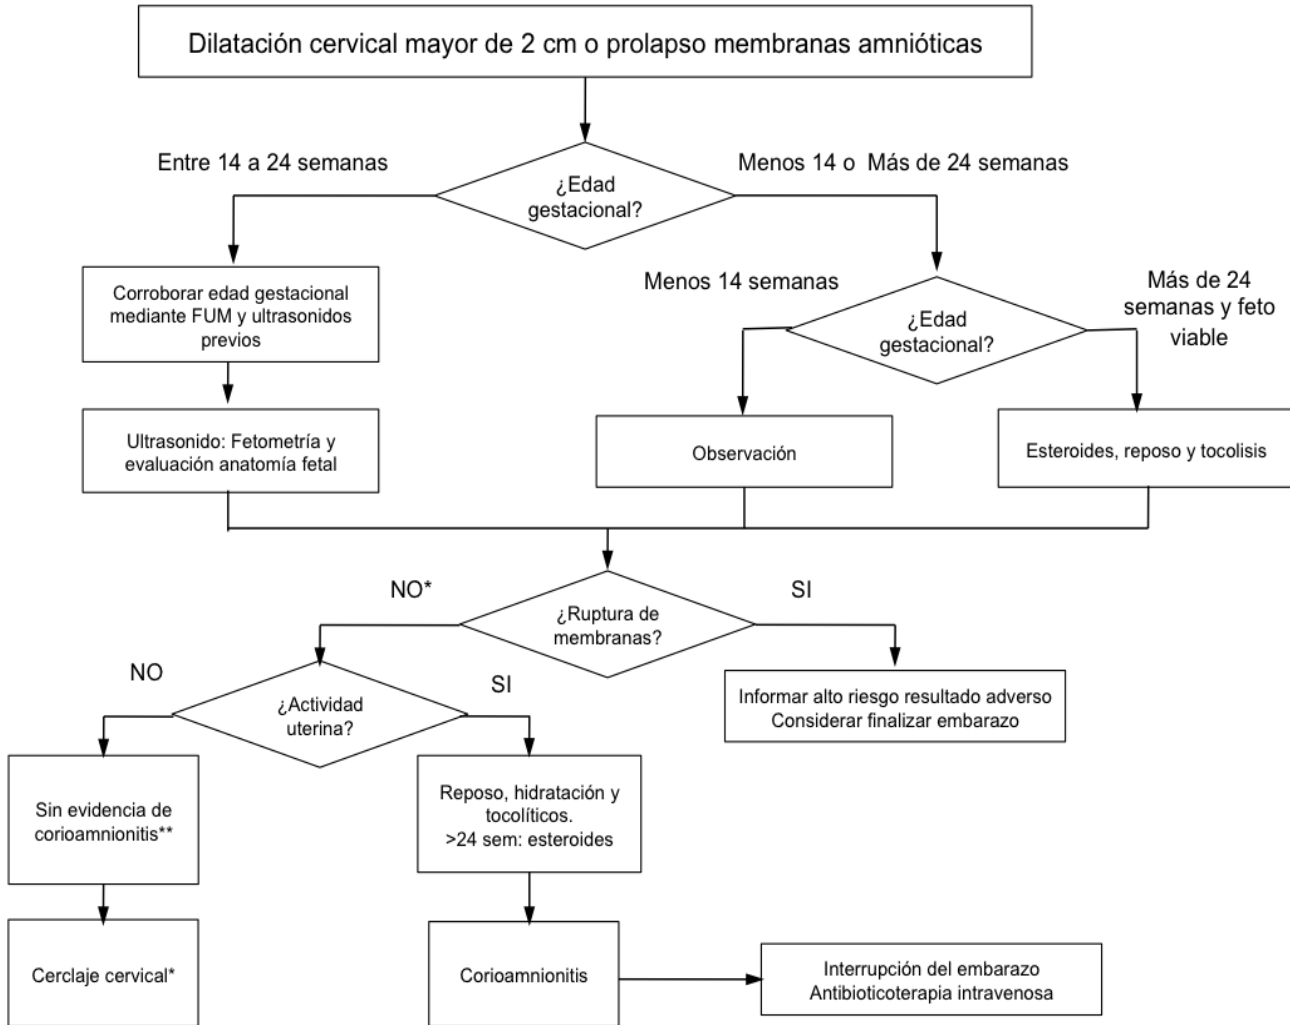 Dilatación cervical mayor de 2 cm o prolapso membranas amnióticas
Entre 14 a 24 semanas
Menos 14 o Más de 24 semanas
¿Edad
gestacional?
Corroborar edad gestacional
mediante FUM y ultrasonidos
previos
Menos 14 semanas
Más de 24
semanas y feto
viable
¿Edad
gestacional?
Ultrasonido: Fetometría y
evaluación anatomía fetal
Observación
Esteroides, reposo y tocolisis
NO*
SI
¿Ruptura de
membranas?
NO
SI
¿Actividad
uterina?
Informar alto riesgo resultado adverso
Considerar finalizar embarazo
Sin evidencia de
corioamnionitis**
Reposo, hidratación y
tocolíticos.
>24 sem: esteroides
Cerclaje cervical*
Corioamnionitis
Interrupción del embarazo
Antibioticoterapia intravenosa